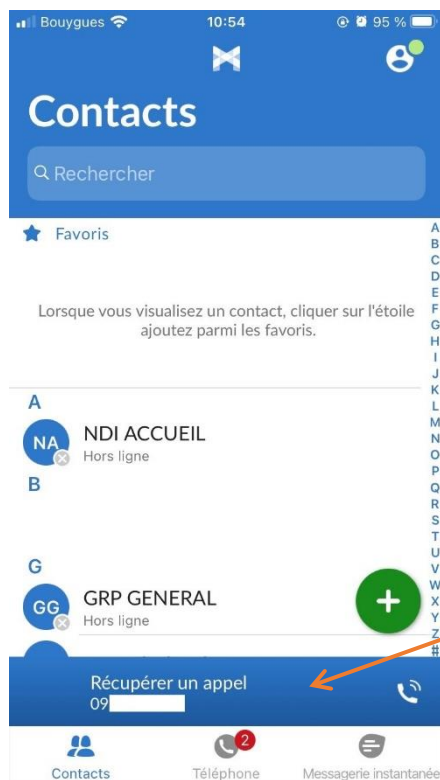 Bouygues 10:54 95 %
Contacts
Rechercher
Favoris
Lorsque vous visualisez un contact, cliquer sur l'étoile
ajoutez parmi les favoris.
A
NA NDI ACCUEIL
Hors ligne
B
G
GG GRP GENERAL
Hors ligne
+
A
B
C
D
E
F
G
H
I
J
K
L
M
N
O
P
Q
R
S
T
U
V
W
X
Y
Z
#
Récupérer un appel
09
2
Contacts Téléphone Messagerie instantanée